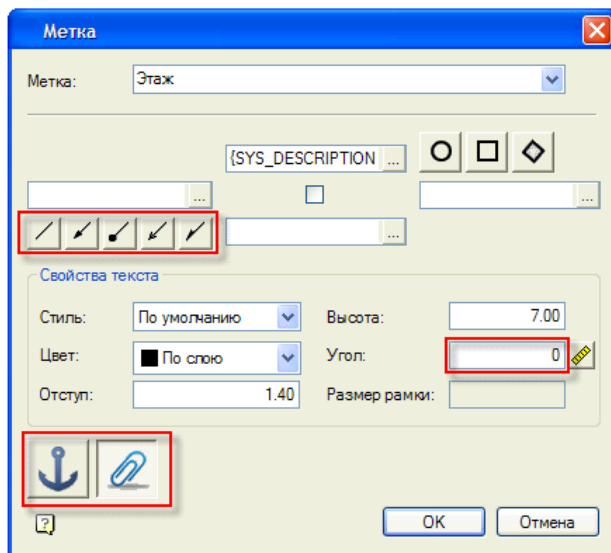 Метка
Метка: Этаж
{SYS_DESCRIPTION ...
... ...
...
Свойства текста
Стиль: По умолчанию Высота: 7.00
Цвет: По слою Угол: 0
Отступ: 1.40 Размер рамки:
?
OK Отмена